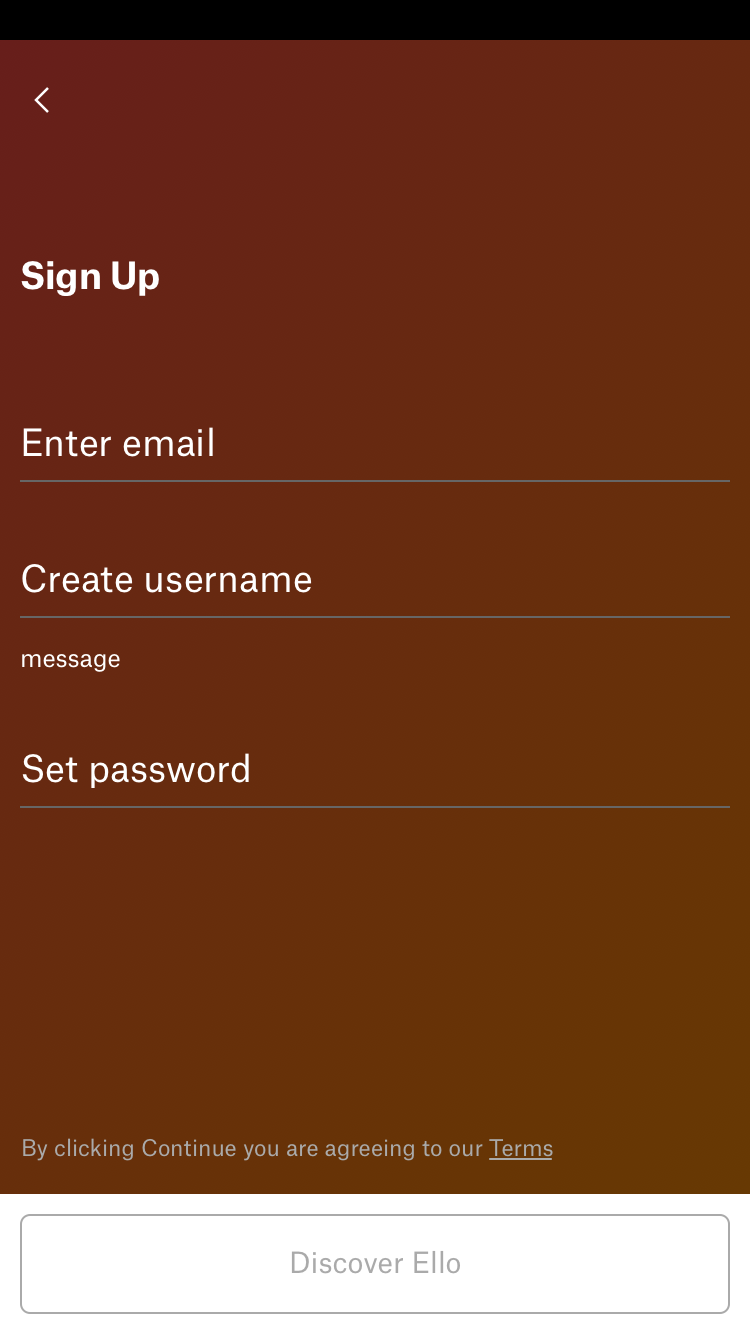 Sign Up
Enter email
Create username
message
Set password
By clicking Continue you are agreeing to our Terms
Discover Ello